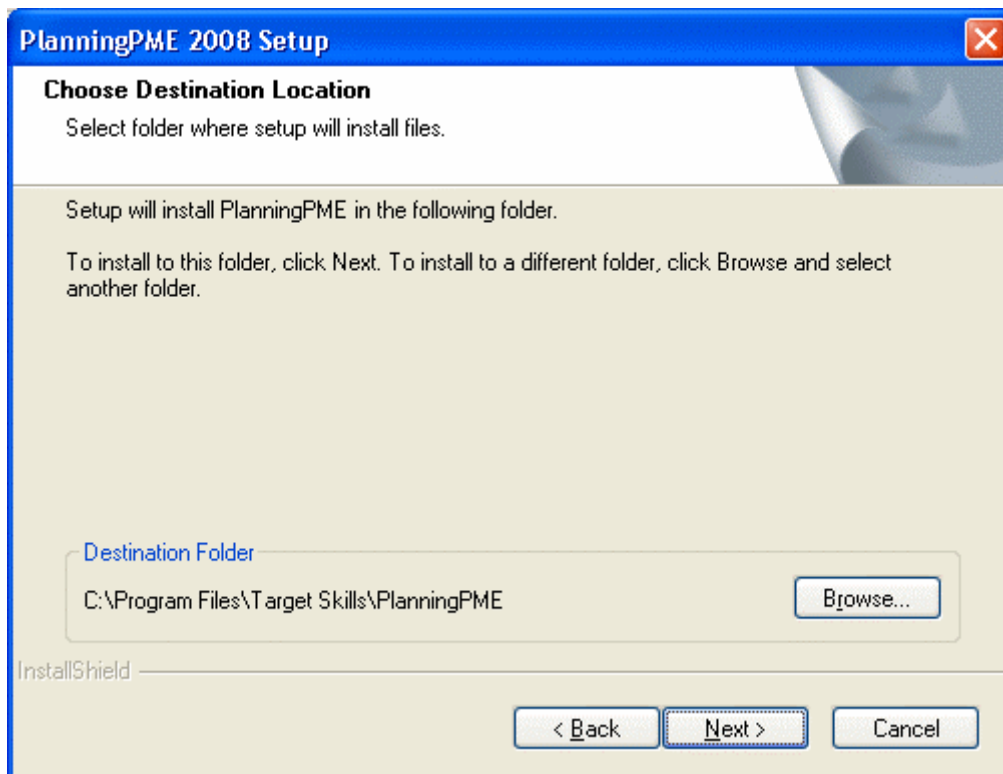 PlanningPME 2008 Setup
Choose Destination Location
Select folder where setup will install files.
Setup will install PlanningPME in the following folder.
To install to this folder, click Next. To install to a different folder, click Browse and select
another folder.
Destination Folder
C:\Program Files\Target Skills\PlanningPME
Browse...
InstallShield
< Back
Next >
Cancel